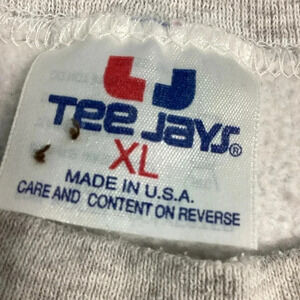 Tee Jays®
XL
MADE IN U.S.A.
CARE AND CONTENT ON REVERSE